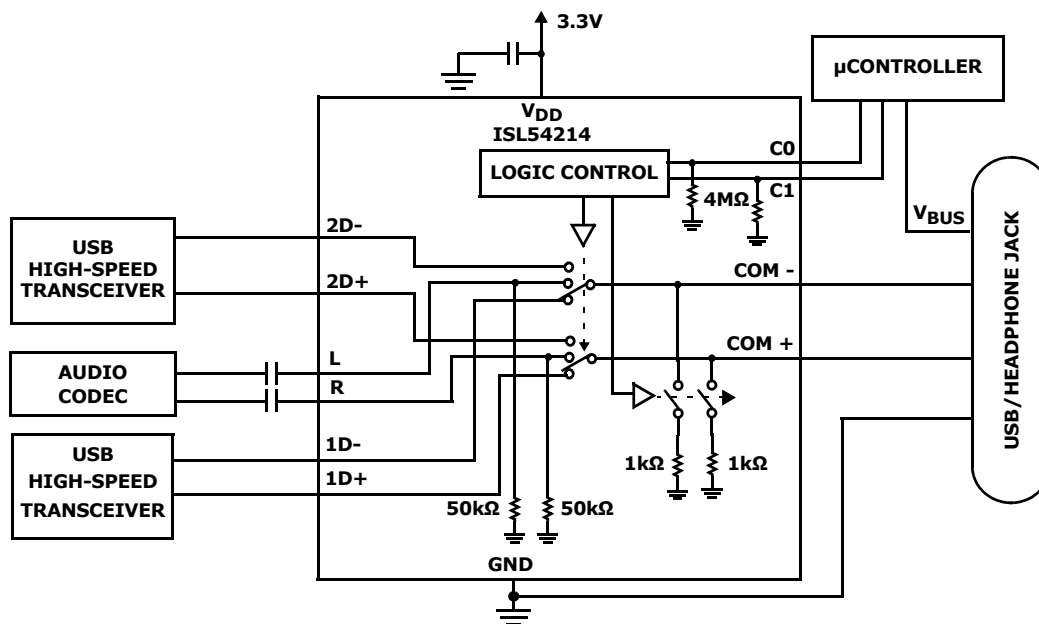 3.3V
µCONTROLLER
VDD
ISL54214
LOGIC CONTROL
C0
C1
4MΩ
VBUS
USB/HEADPHONE JACK
USB
HIGH-SPEED
TRANSCEIVER
2D-
2D+
COM -
COM +
AUDIO
CODEC
L
R
USB
HIGH-SPEED
TRANSCEIVER
1D-
1D+
50kΩ
50kΩ
1kΩ
1kΩ
GND